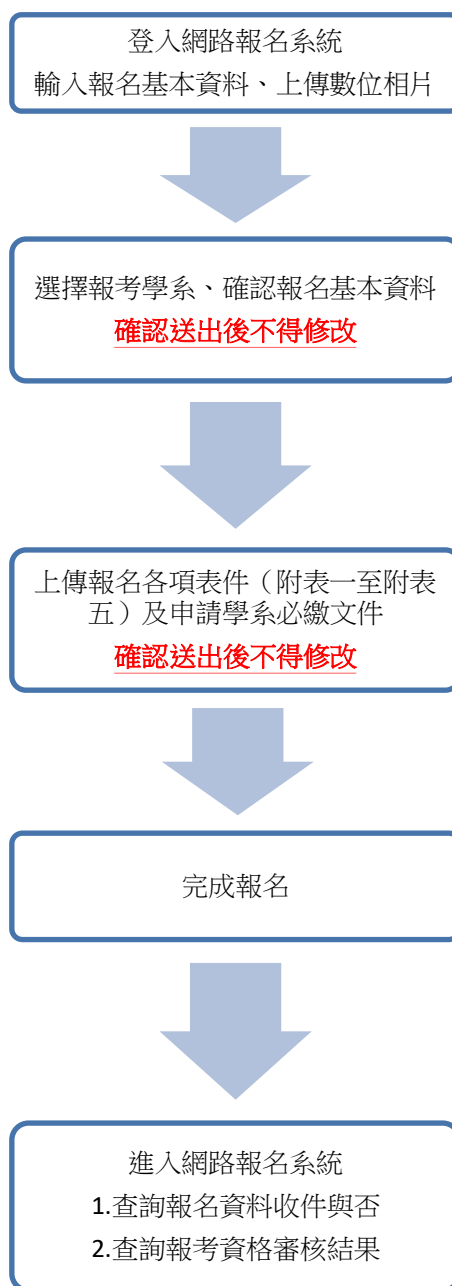 登入網路報名系統
輸入報名基本資料、上傳數位相片
選擇報考學系、確認報名基本資料
確認送出後不得修改
上傳報名各項表件（附表一至附表
五）及申請學系必繳文件
確認送出後不得修改
完成報名
進入網路報名系統
1.查詢報名資料收件與否
2.查詢報考資格審核結果